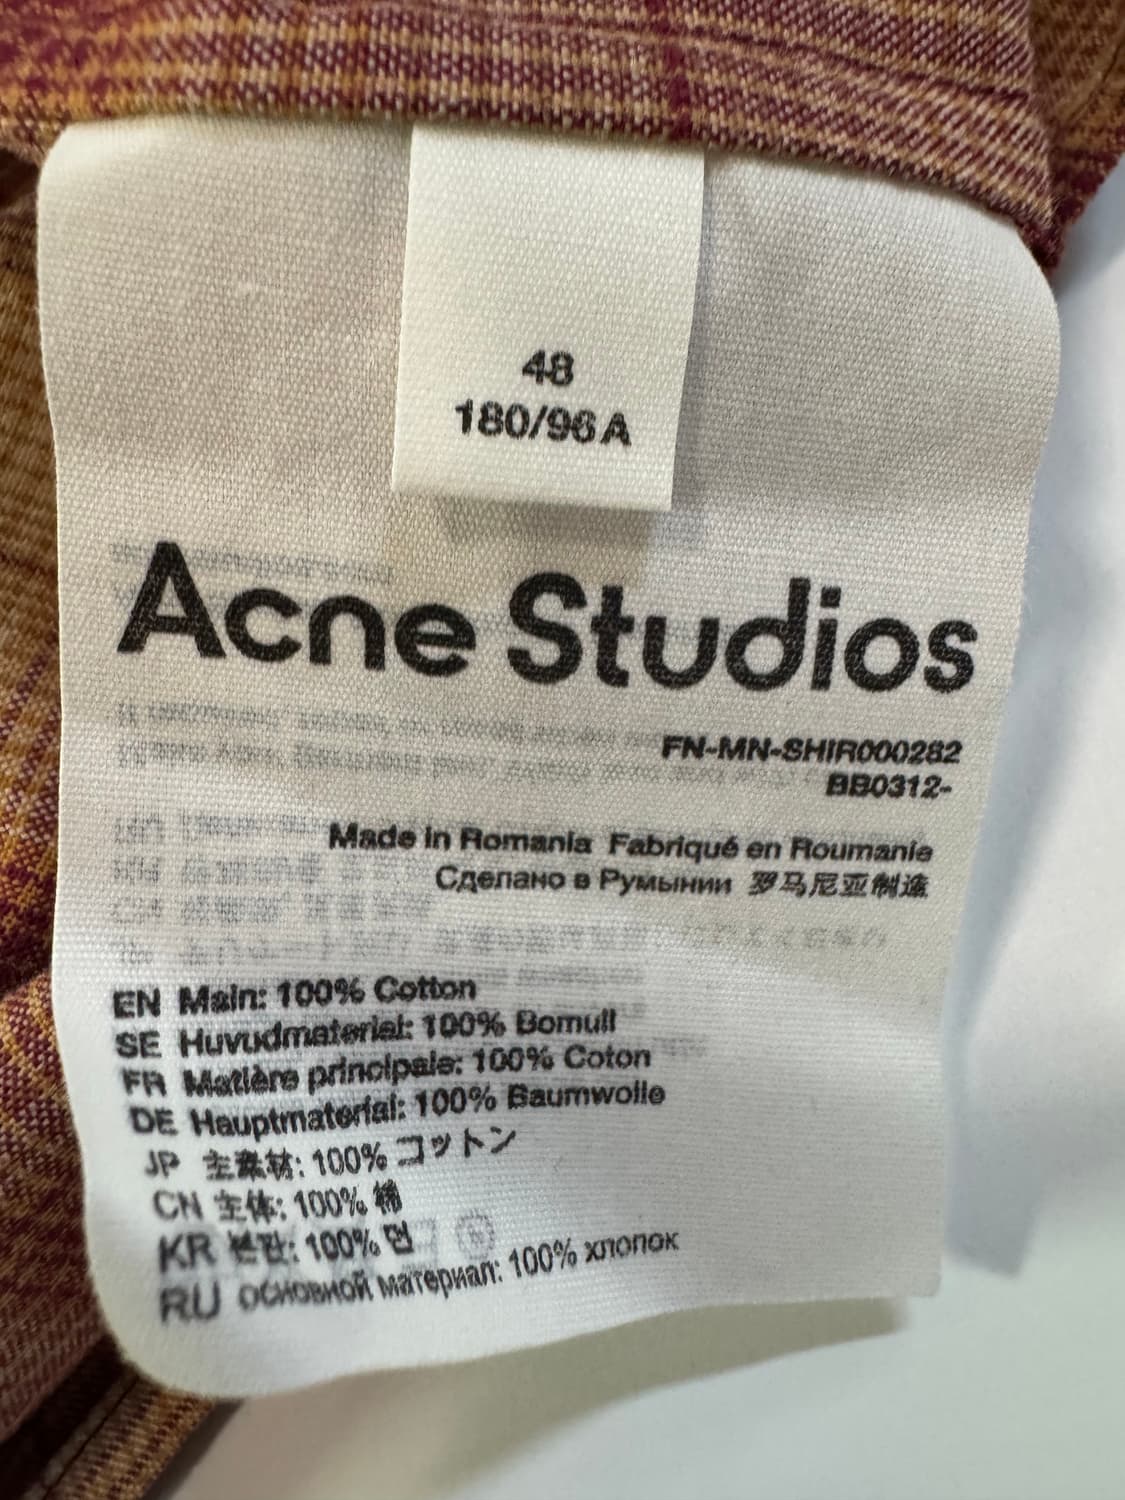 48
180/96A
Acne Studios
FN-MN-SHIR000282
BB0312-
Made in Romania Fabriqué en Roumanie
Сделано в Румынии 罗马尼亚制造
EN Main: 100% Cotton
SE Huvudmaterial: 100% Bomull
FR Matière principale: 100% Coton
DE Hauptmaterial: 100% Baumwolle
JP 主素材: 100% コットン
CN 主体: 100% 棉
KR 본판: 100% 면
RU основной материал: 100% хлопок